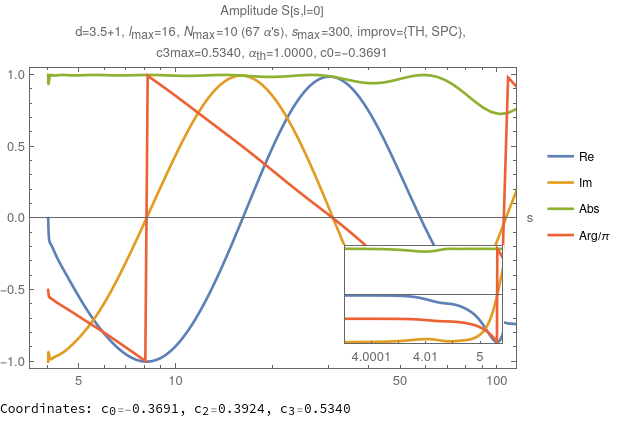 Amplitude S[s,l=0]
d=3.5+1, lmax=16, Nmax=10 (67 α's), smax=300, improv={TH, SPC},
c3max=0.5340, αth=1.0000, c0=-0.3691
1.0
0.5
0.0
-0.5
-1.0
5
10
50
100
s
4.0001
4.01
5
Re
Im
Abs
Arg/π
Coordinates: c0=-0.3691, c2=0.3924, c3=0.5340